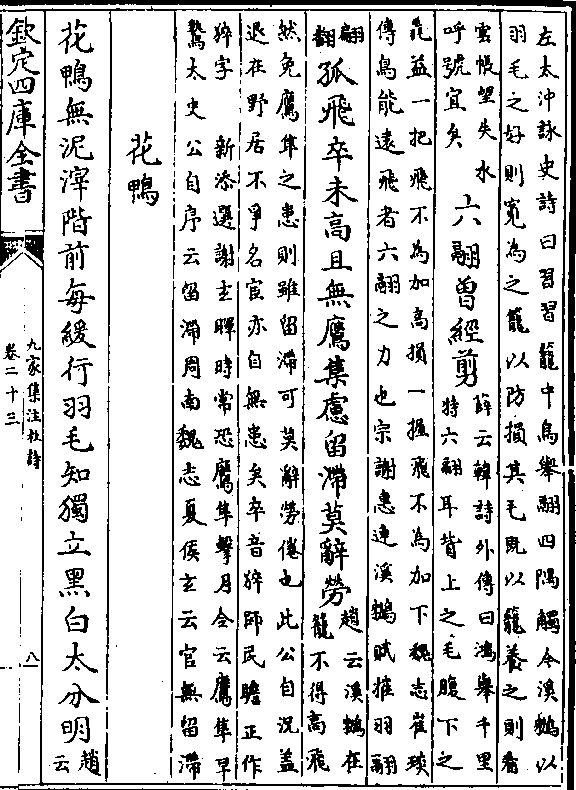 左太沖詠史詩曰習習籠中鳥舉翮四隅觸今溪鶒以
羽毛之好則寃為之籠以防損其毛既以籠養之則看
雲悵望失水
呼號宜矣
六翮曾經剪
薛云韓詩外傳曰鴻舉千里
特六翮耳背上之毛腹下之
毳益一把飛不為加高損一握飛不為加下魏志崔琰
傳鳥能遠飛者六翮之力也宗謝惠連溪鶒賦摧羽翮
翩
翻
孤飛卒未高且無鷹隼慮留滯莫辭勞
趙云溪鶒在
籠不得高飛
然免鷹隼之患則雖留滯可莫辭勞倦也此公自況盖
退在野居不爭名宦亦自無患矣卒音猝師民瞻正作
猝字 新添選謝玄暉時常恐鷹隼擊月令云鷹隼早
鷙太史公自序云留滯周南魏志夏侯玄云官無留滯
花鴨
花鴨無泥滓階前每緩行羽毛知獨立黑白太分明
趙
云
欽定四庫全書
九家集注杜詩
卷二十三
八